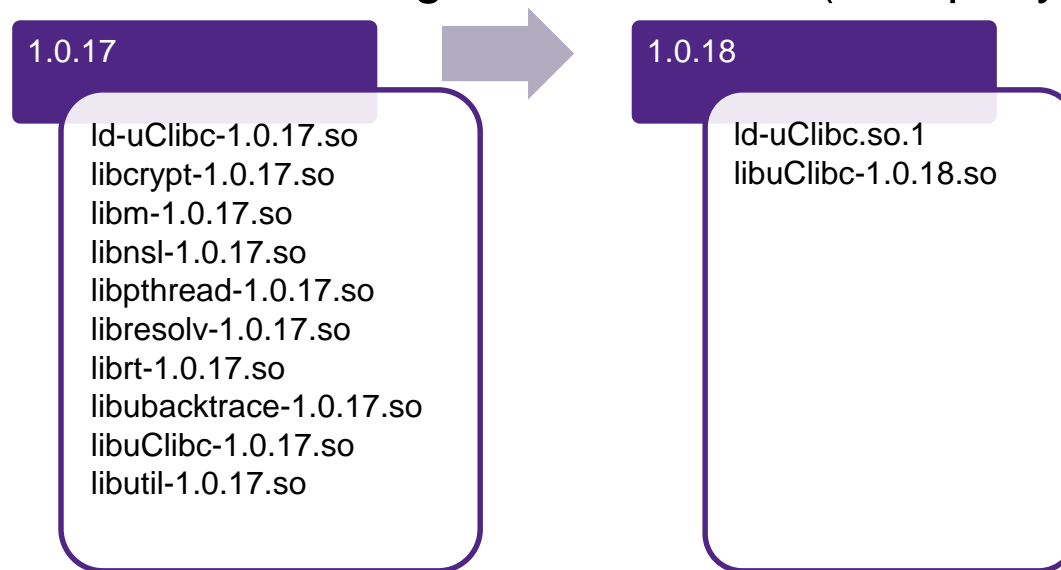 1.0.17
ld-uClibc-1.0.17.so
libcrypt-1.0.17.so
libm-1.0.17.so
libnsl-1.0.17.so
libpthread-1.0.17.so
libresolv-1.0.17.so
librt-1.0.17.so
libubacktrace-1.0.17.so
libuClibc-1.0.17.so
libutil-1.0.17.so
1.0.18
ld-uClibc.so.1
libuClibc-1.0.18.so